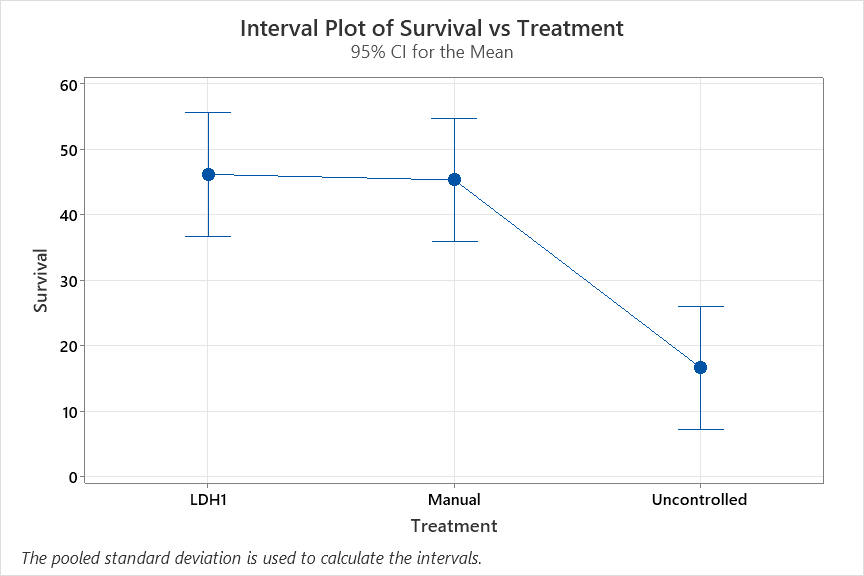 Interval Plot of Survival vs Treatment
95% CI for the Mean
60
50
40
30
20
10
0
Survival
LDH1 Manual Uncontrolled
Treatment
The pooled standard deviation is used to calculate the intervals.